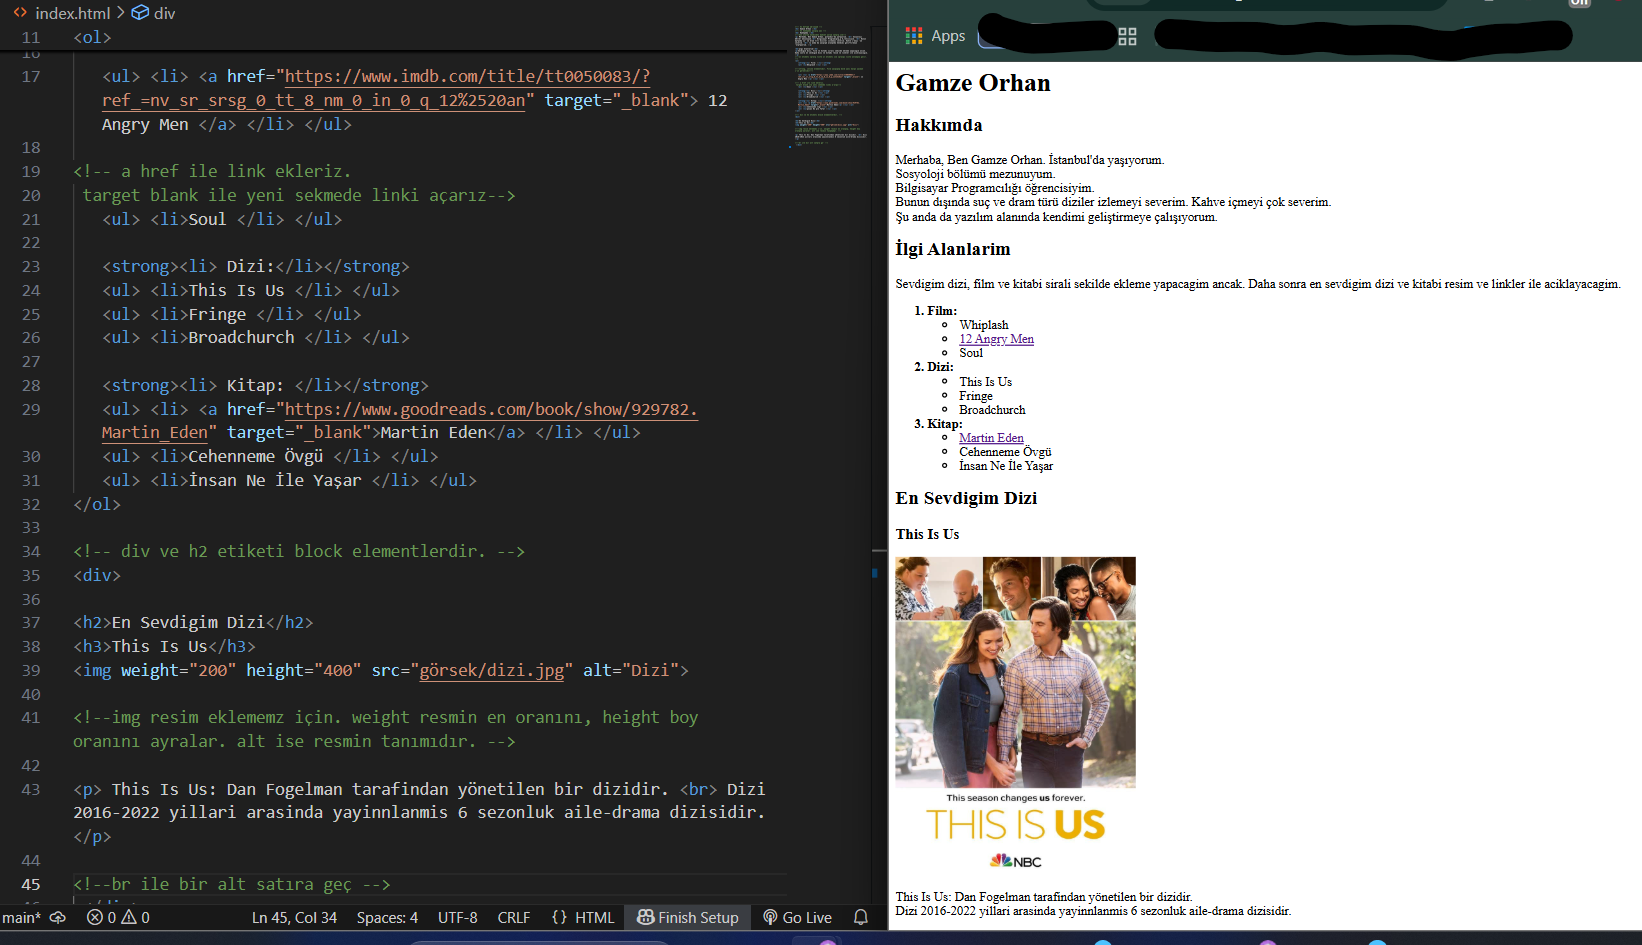 index.html > div
11 <ol>
16
17 <ul> <li> <a href="https://www.imdb.com/title/tt0050083/?
ref_=nv_sr_srsg_0_tt_8_nm_0_in_0_q_12%2520an" target="_blank"> 12
Angry Men </a> </li> </ul>
18
19 <!-- a href ile link ekleriz.
20 target blank ile yeni sekmede linki açarız-->
21 <ul> <li>Soul </li> </ul>
22
23 <strong><li> Dizi:</li></strong>
24 <ul> <li>This Is Us </li> </ul>
25 <ul> <li>Fringe </li> </ul>
26 <ul> <li>Broadchurch </li> </ul>
27
28 <strong><li> Kitap: </li></strong>
29 <ul> <li> <a href="https://www.goodreads.com/book/show/929782.
Martin_Eden" target="_blank">Martin Eden</a> </li> </ul>
30 <ul> <li>Cehenneme Övgü </li> </ul>
31 <ul> <li>İnsan Ne İle Yaşar </li> </ul>
32 </ol>
33
34 <!-- div ve h2 etiketi block elementlerdir. -->
35 <div>
36
37 <h2>En Sevdigim Dizi</h2>
38 <h3>This Is Us</h3>
39 <img weight="200" height="400" src="görsek/dizi.jpg" alt="Dizi">
40
41 <!--img resim eklememz için. weight resmin en oranını, height boy
oranını ayralar. alt ise resmin tanımıdır. -->
42
43 <p> This Is Us: Dan Fogelman tarafindan yönetilen bir dizidir. <br> Dizi
2016-2022 yillari arasinda yayinnlanmis 6 sezonluk aile-drama dizisidir.
</p>
44
45 <!--br ile bir alt satıra geç -->
main* 0 0 Ln 45, Col 34 Spaces: 4 UTF-8 CRLF {} HTML Finish Setup Go Live
Apps
Gamze Orhan
Hakkımda
Merhaba, Ben Gamze Orhan. İstanbul'da yaşıyorum.
Sosyoloji bölümü mezunuyum.
Bilgisayar Programcılığı öğrencisiyim.
Bunun dışında suç ve dram türü diziler izlemeyi severim. Kahve içmeyi çok severim.
Şu anda da yazılım alanında kendimi geliştirmeye çalışıyorum.
İlgi Alanlarim
Sevdigim dizi, film ve kitabi sirali sekilde ekleme yapacagim ancak. Daha sonra en sevdigim dizi ve kitabi resim ve linkler ile aciklayacagim.
1. Film:
Whiplash
12 Angry Men
Soul
2. Dizi:
This Is Us
Fringe
Broadchurch
3. Kitap:
Martin Eden
Cehenneme Övgü
İnsan Ne İle Yaşar
En Sevdigim Dizi
This Is Us
This season changes us forever.
THIS IS US
NBC
This Is Us: Dan Fogelman tarafindan yönetilen bir dizidir.
Dizi 2016-2022 yillari arasinda yayinnlanmis 6 sezonluk aile-drama dizisidir.